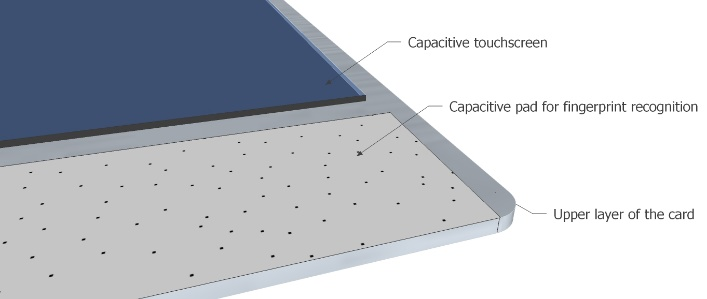 Capacitive touchscreen
Capacitive pad for fingerprint recognition
Upper layer of the card